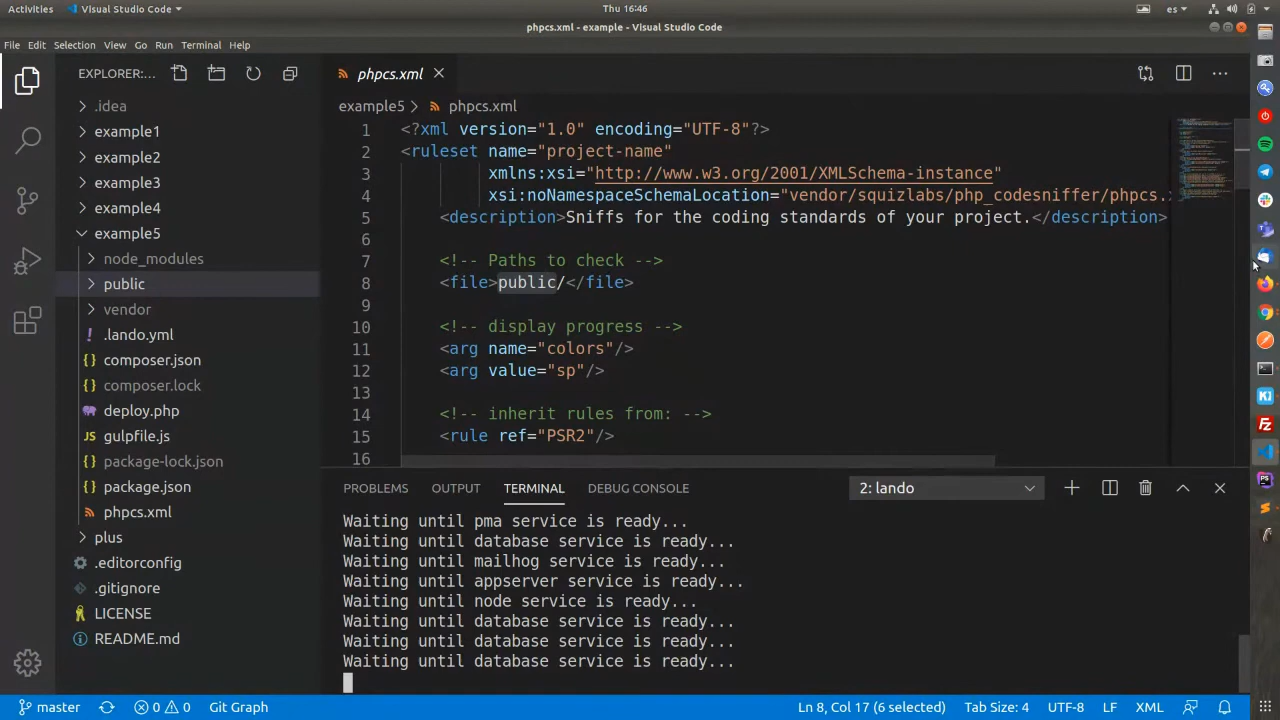 Activities
Visual Studio Code
Thu 16:46
es
phpcs.xml - example - Visual Studio Code
File Edit Selection View Go Run Terminal Help
EXPLORER:...
.idea
example1
example2
example3
example4
example5
node_modules
public
vendor
.lando.yml
composer.json
composer.lock
deploy.php
gulpfile.js
package-lock.json
package.json
phpcs.xml
plus
.editorconfig
.gitignore
LICENSE
README.md
phpcs.xml
example5 > phpcs.xml
1 <?xml version="1.0" encoding="UTF-8"?>
2 <ruleset name="project-name"
3 xmlns:xsi="http://www.w3.org/2001/XMLSchema-instance"
4 xsi:noNamespaceSchemaLocation="vendor/squizlabs/php_codesniffer/phpcs.x
5 <description>Sniffs for the coding standards of your project.</description>
6
7 <!-- Paths to check -->
8 <file>public/</file>
9
10 <!-- display progress -->
11 <arg name="colors"/>
12 <arg value="sp"/>
13
14 <!-- inherit rules from: -->
15 <rule ref="PSR2"/>
16
PROBLEMS OUTPUT TERMINAL DEBUG CONSOLE
2: lando
Waiting until pma service is ready...
Waiting until database service is ready...
Waiting until mailhog service is ready...
Waiting until appserver service is ready...
Waiting until node service is ready...
Waiting until database service is ready...
Waiting until database service is ready...
Waiting until database service is ready...
master
0
0
Git Graph
Ln 8, Col 17 (6 selected)
Tab Size: 4
UTF-8
LF
XML